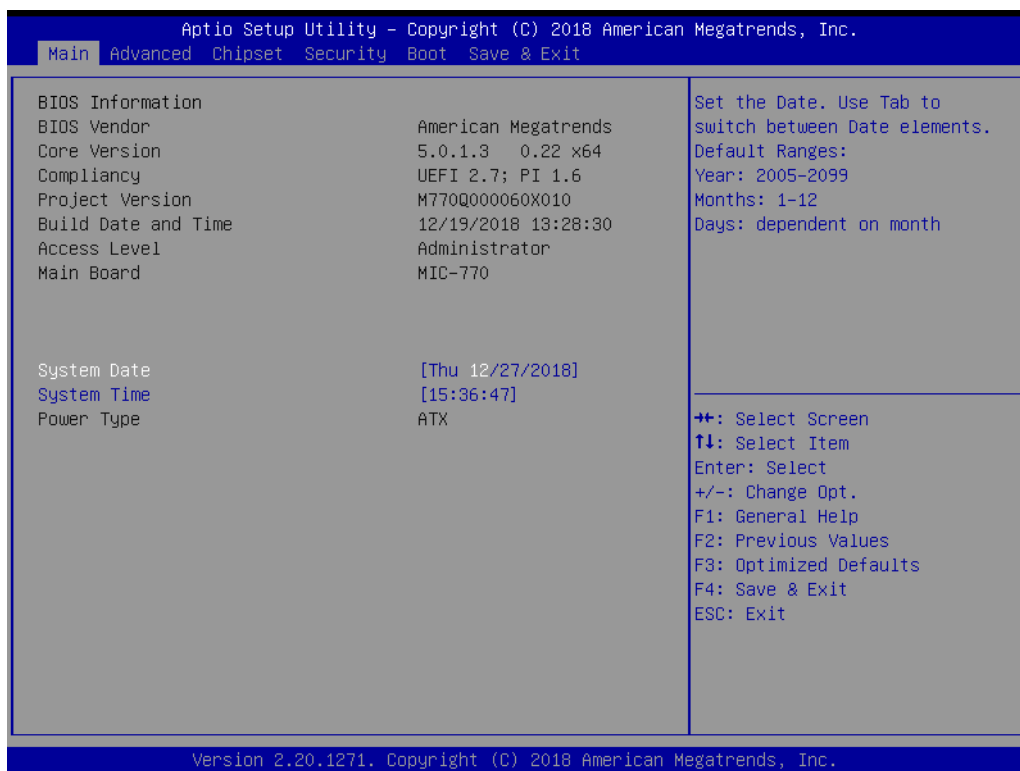 Aptio Setup Utility – Copyright (C) 2018 American Megatrends, Inc.
Main Advanced Chipset Security Boot Save & Exit
BIOS Information
BIOS Vendor American Megatrends
Core Version 5.0.1.3 0.22 x64
Compliancy UEFI 2.7; PI 1.6
Project Version M770Q000060X010
Build Date and Time 12/19/2018 13:28:30
Access Level Administrator
Main Board MIC-770
System Date [Thu 12/27/2018]
System Time [15:36:47]
Power Type ATX
Set the Date. Use Tab to
switch between Date elements.
Default Ranges:
Year: 2005-2099
Months: 1-12
Days: dependent on month
→←: Select Screen
↑↓: Select Item
Enter: Select
+/-: Change Opt.
F1: General Help
F2: Previous Values
F3: Optimized Defaults
F4: Save & Exit
ESC: Exit
Version 2.20.1271. Copyright (C) 2018 American Megatrends, Inc.